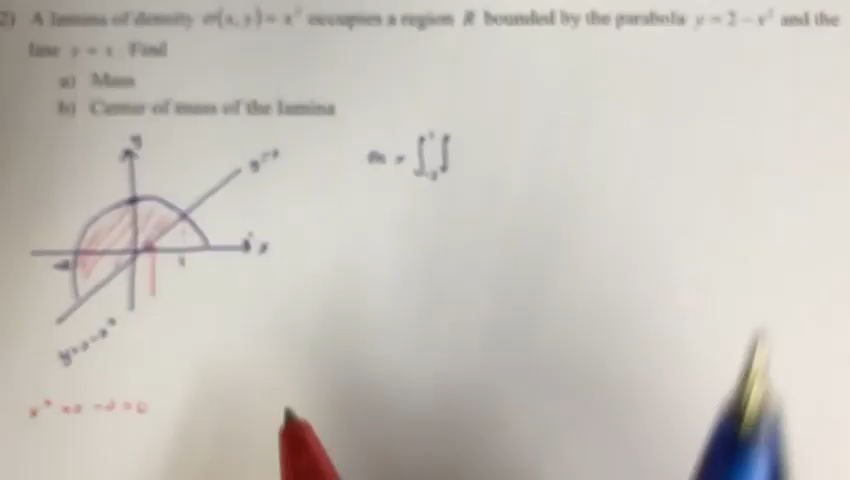 2) A lamina of density σ(x, y) = x² occupies a region R bounded by the parabola y = 2 − x² and the
line y = x. Find
a) Mass
b) Center of mass of the lamina
y
y = x
m = ∫∫
x
1
y = 2 - x²